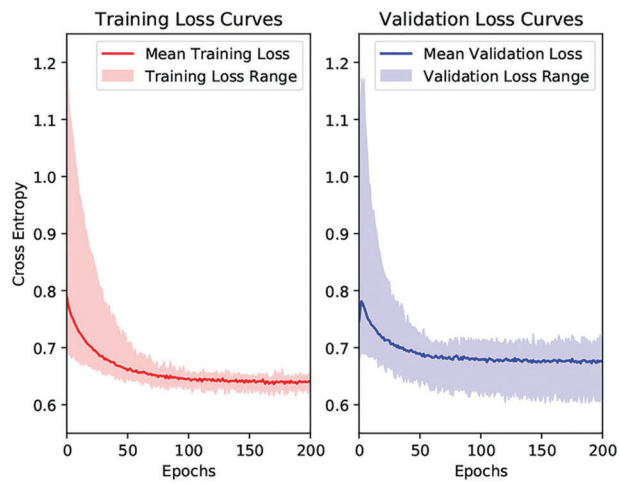 Training Loss Curves
Mean Training Loss
Training Loss Range
Cross Entropy
1.2
1.1
1.0
0.9
0.8
0.7
0.6
0
50
100
150
200
Epochs
Validation Loss Curves
Mean Validation Loss
Validation Loss Range
1.2
1.1
1.0
0.9
0.8
0.7
0.6
0
50
100
150
200
Epochs